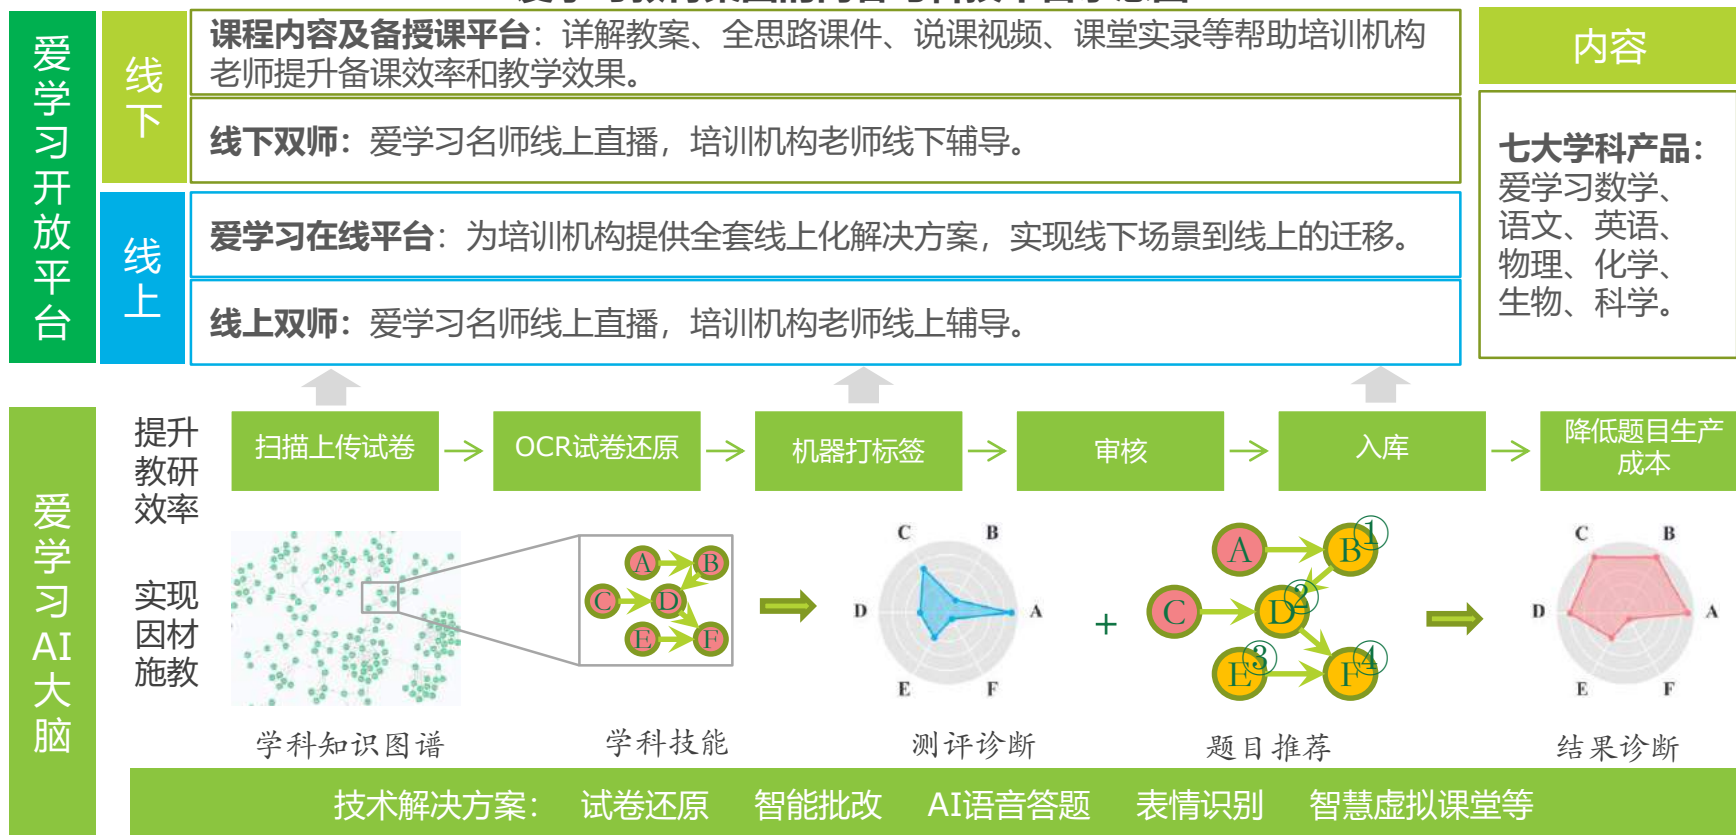 爱学习开放平台
线下
课程内容及备授课平台：详解教案、全思路课件、说课视频、课堂实录等帮助培训机构
老师提升备课效率和教学效果。
线下双师：爱学习名师线上直播，培训机构老师线下辅导。
线上
爱学习在线平台：为培训机构提供全套线上化解决方案，实现线下场景到线上的迁移。
线上双师：爱学习名师线上直播，培训机构老师线上辅导。
内容
七大学科产品：
爱学习数学、
语文、英语、
物理、化学、
生物、科学。
爱学习AI大脑
提升
教研
效率
扫描上传试卷
OCR试卷还原
机器打标签
审核
入库
降低题目生产
成本
实现
因材
施教
A
B
C
D
E
F
C
B
D
A
E
F
+
A
B①
C
D②
E③
F④
C
B
D
A
E
F
学科知识图谱
学科技能
测评诊断
题目推荐
结果诊断
技术解决方案： 试卷还原 智能批改 AI语音答题 表情识别 智慧虚拟课堂等